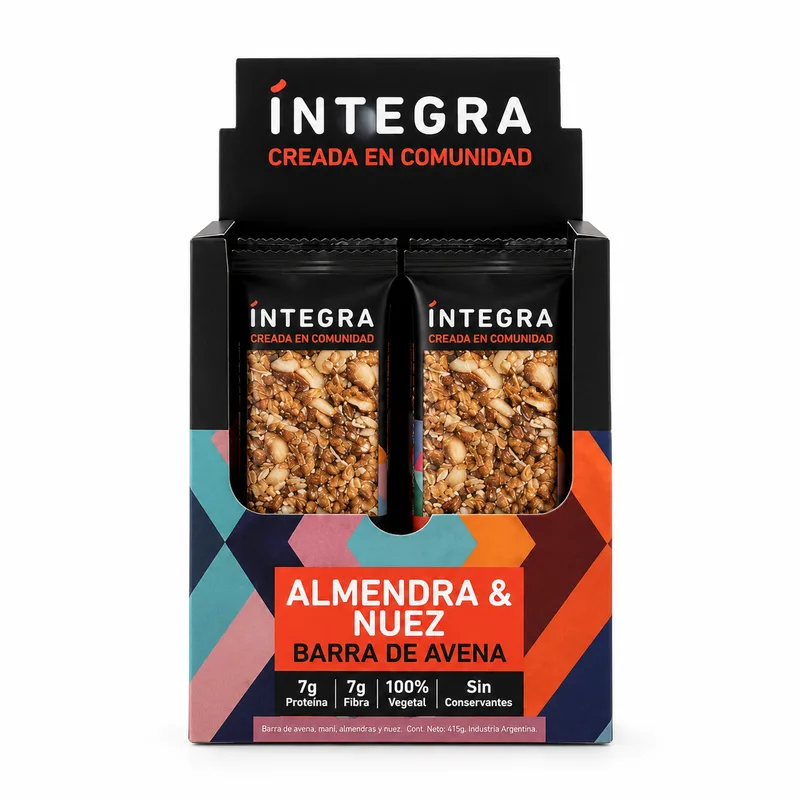 ÍNTEGRA
CREADA EN COMUNIDAD
ÍNTEGRA
CREADA EN COMUNIDAD
ÍNTEGRA
CREADA EN COMUNIDAD
ALMENDRA &
NUEZ
BARRA DE AVENA
7g
Proteína
7g
Fibra
100%
Vegetal
Sin
Conservantes
Barra de avena, maní, almendras y nuez. Cont. Neto: 415g. Industria Argentina.